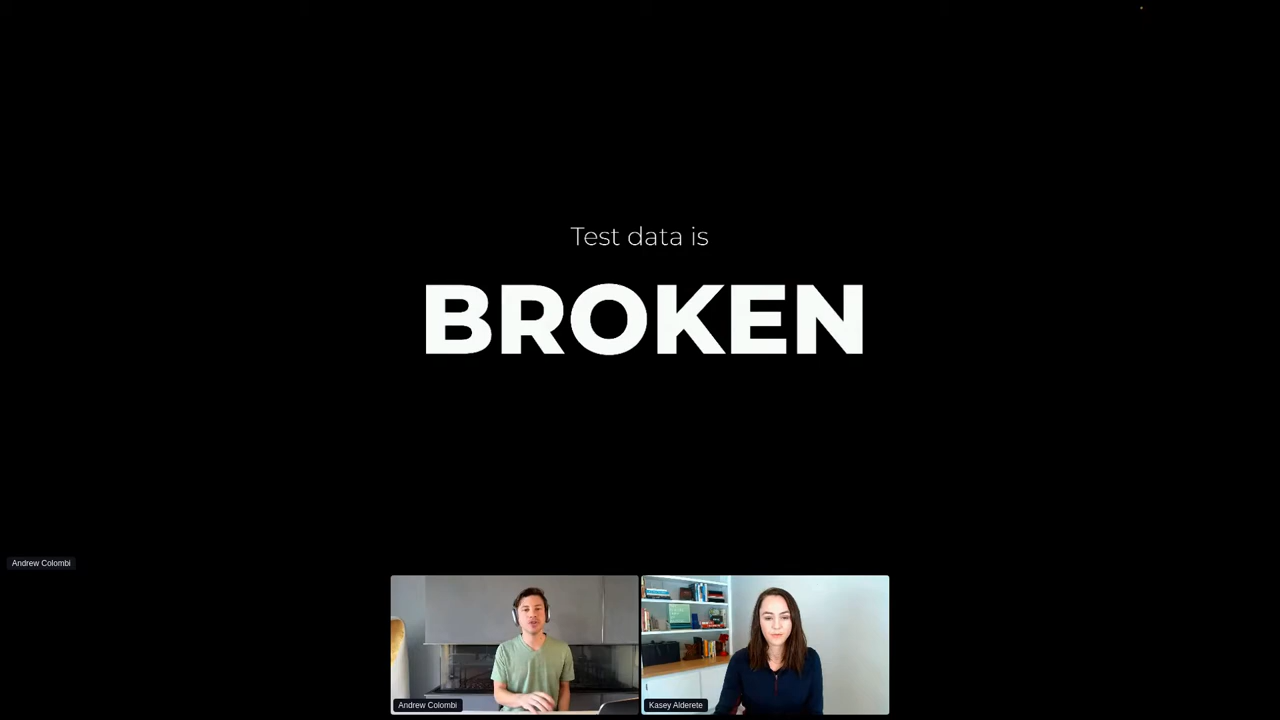 Test data is
BROKEN
Andrew Colombi
Andrew Colombi
Kasey Alderete